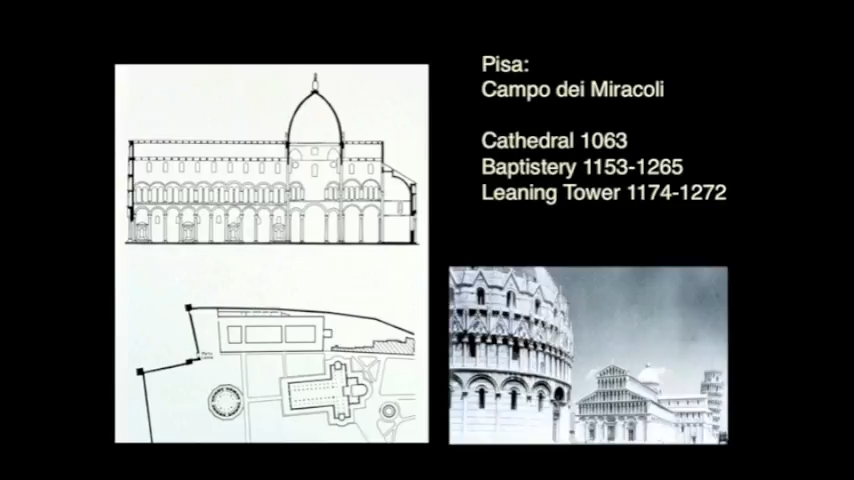 Pisa:
Campo dei Miracoli
Cathedral 1063
Baptistery 1153-1265
Leaning Tower 1174-1272